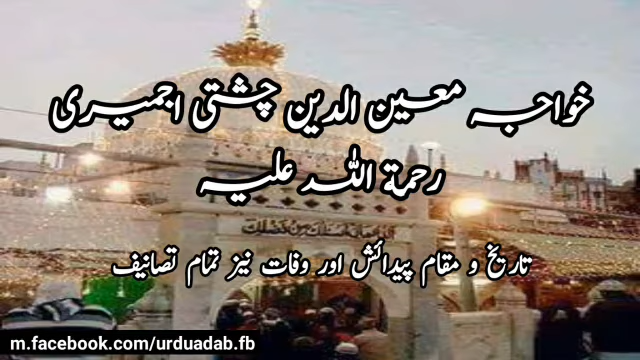 خواجہ معین الدین چشتی اجمیری
رحمۃ اللہ علیہ
تاریخ و مقام پیدائش اور وفات نیز تمام تصانیف
m.facebook.com/urduadab.fb